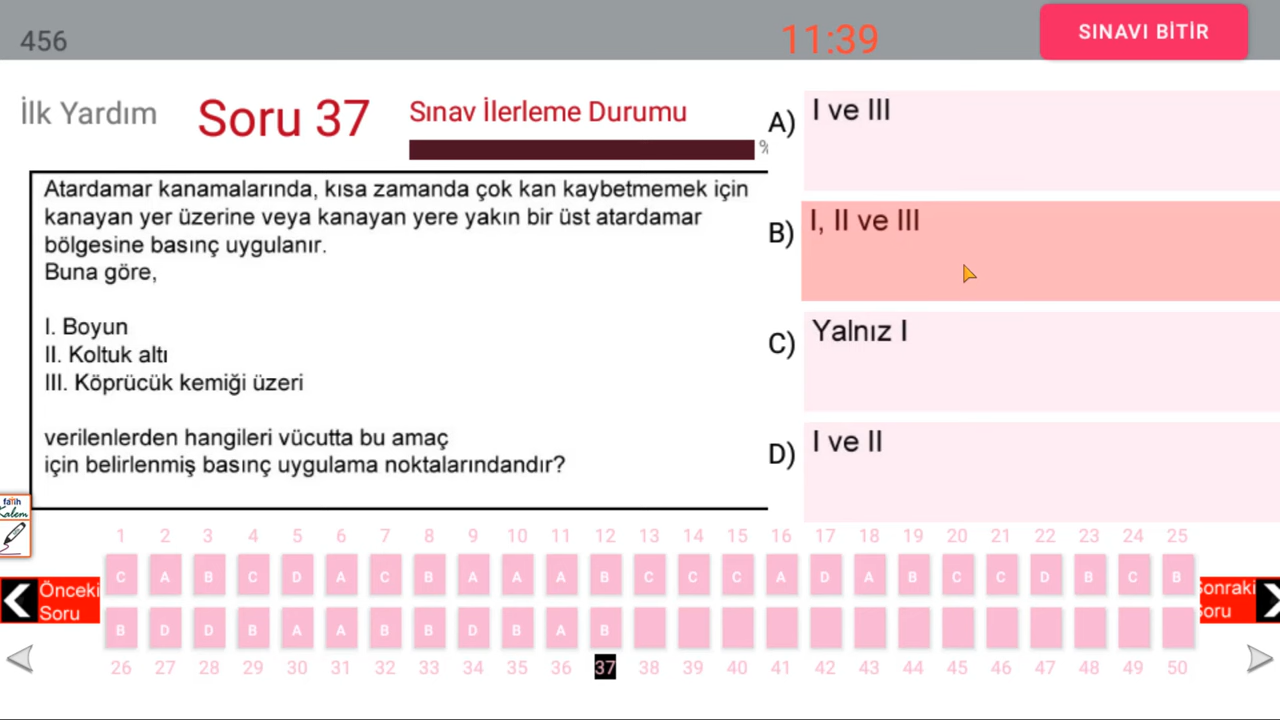 456
11:39
SINAVI BİTİR
İlk Yardım
Soru 37
Sınav İlerleme Durumu
%
Atardamar kanamalarında, kısa zamanda çok kan kaybetmemek için
kanayan yer üzerine veya kanayan yere yakın bir üst atardamar
bölgesine basınç uygulanır.
Buna göre,
I. Boyun
II. Koltuk altı
III. Köprücük kemiği üzeri
verilenlerden hangileri vücutta bu amaç
için belirlenmiş basınç uygulama noktalarındandır?
A) I ve III
B) I, II ve III
C) Yalnız I
D) I ve II
fatih
Kalem
1 2 3 4 5 6 7 8 9 10 11 12 13 14 15 16 17 18 19 20 21 22 23 24 25
C A B C D A C B A A A B C C C A D A B C C D B C B
Önceki
Soru
Sonraki
Soru
B D D B A A B B D B A B
26 27 28 29 30 31 32 33 34 35 36 37 38 39 40 41 42 43 44 45 46 47 48 49 50